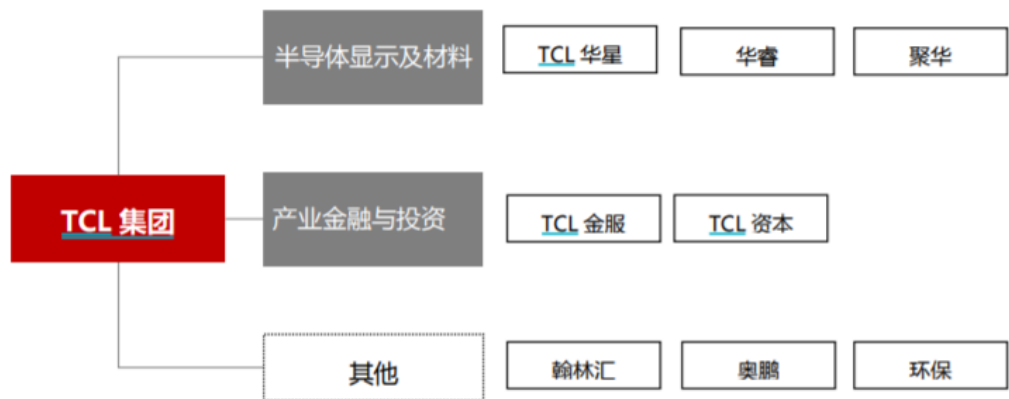 半导体显示及材料
TCL 华星
华睿
聚华
TCL 集团
产业金融与投资
TCL 金服
TCL 资本
其他
翰林汇
奥鹏
环保